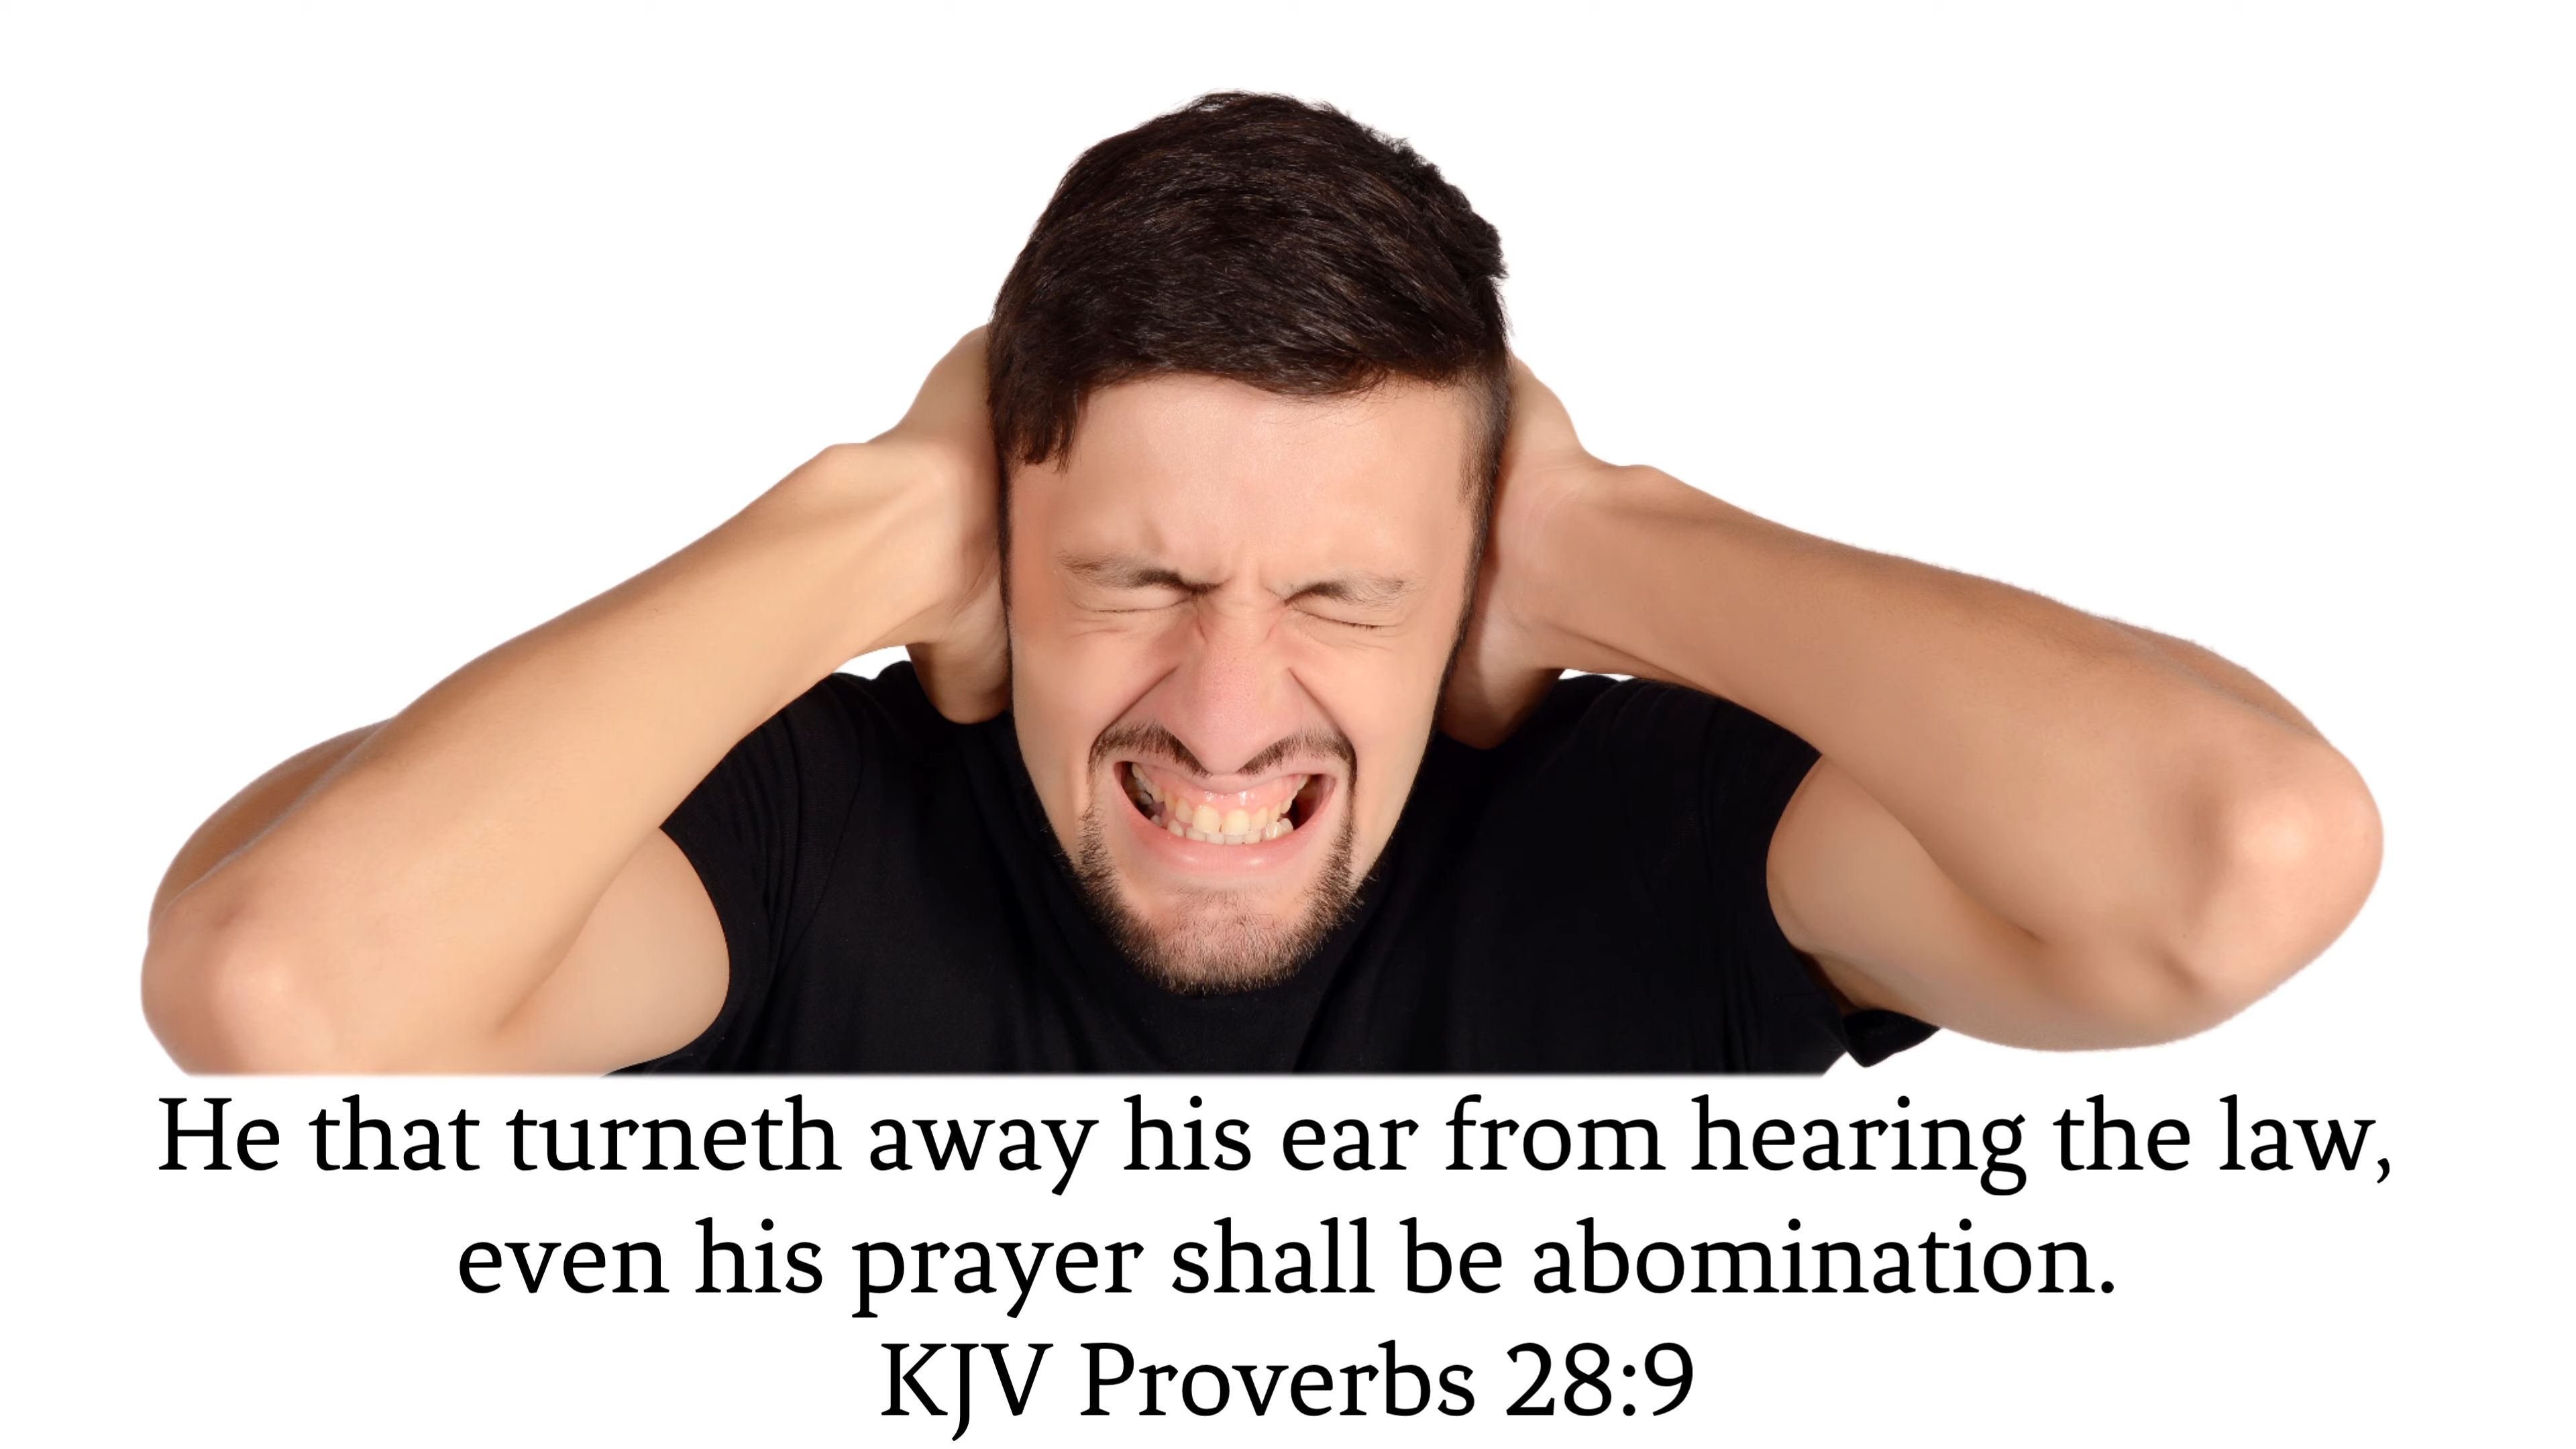 He that turneth away his ear from hearing the law,
even his prayer shall be abomination.
KJV Proverbs 28:9